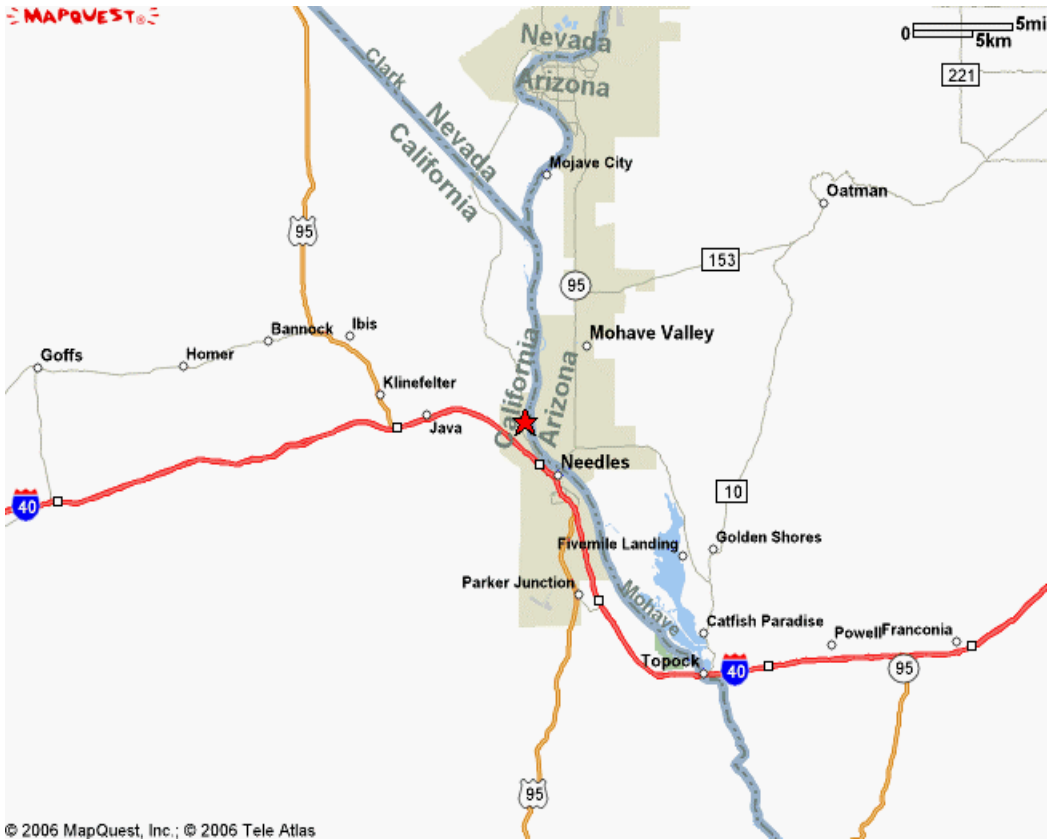 MAPQUEST®
0 5mi
5km
Nevada
Arizona
221
Clark
Nevada
California
Mojave City
Oatman
95
153
95
Bannock
Ibis
Mohave Valley
Goffs
Homer
California
Arizona
Klinefelter
Java
Needles
40
10
Fivemile Landing
Golden Shores
Parker Junction
Mohave
Catfish Paradise
Powell
Franconia
Topock
40
95
95
© 2006 MapQuest, Inc.; © 2006 Tele Atlas